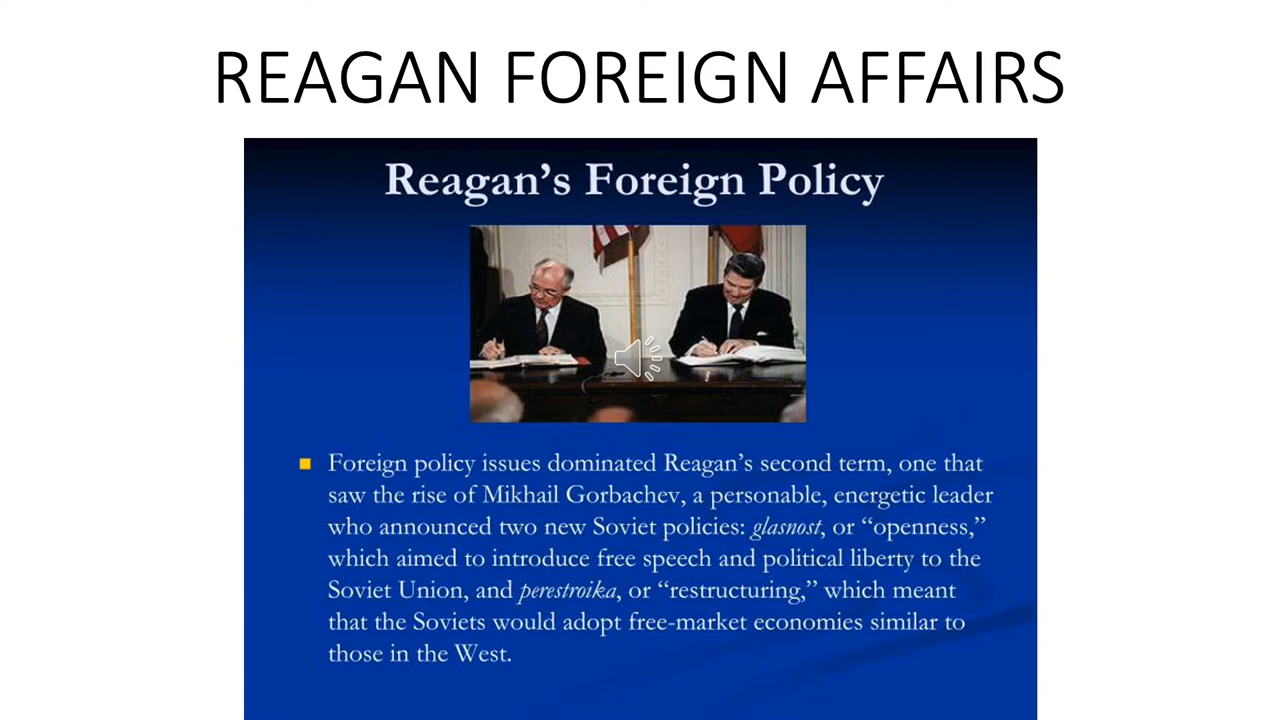 REAGAN FOREIGN AFFAIRS
Reagan’s Foreign Policy
Foreign policy issues dominated Reagan’s second term, one that
saw the rise of Mikhail Gorbachev, a personable, energetic leader
who announced two new Soviet policies: glasnost, or “openness,”
which aimed to introduce free speech and political liberty to the
Soviet Union, and perestroika, or “restructuring,” which meant
that the Soviets would adopt free-market economies similar to
those in the West.